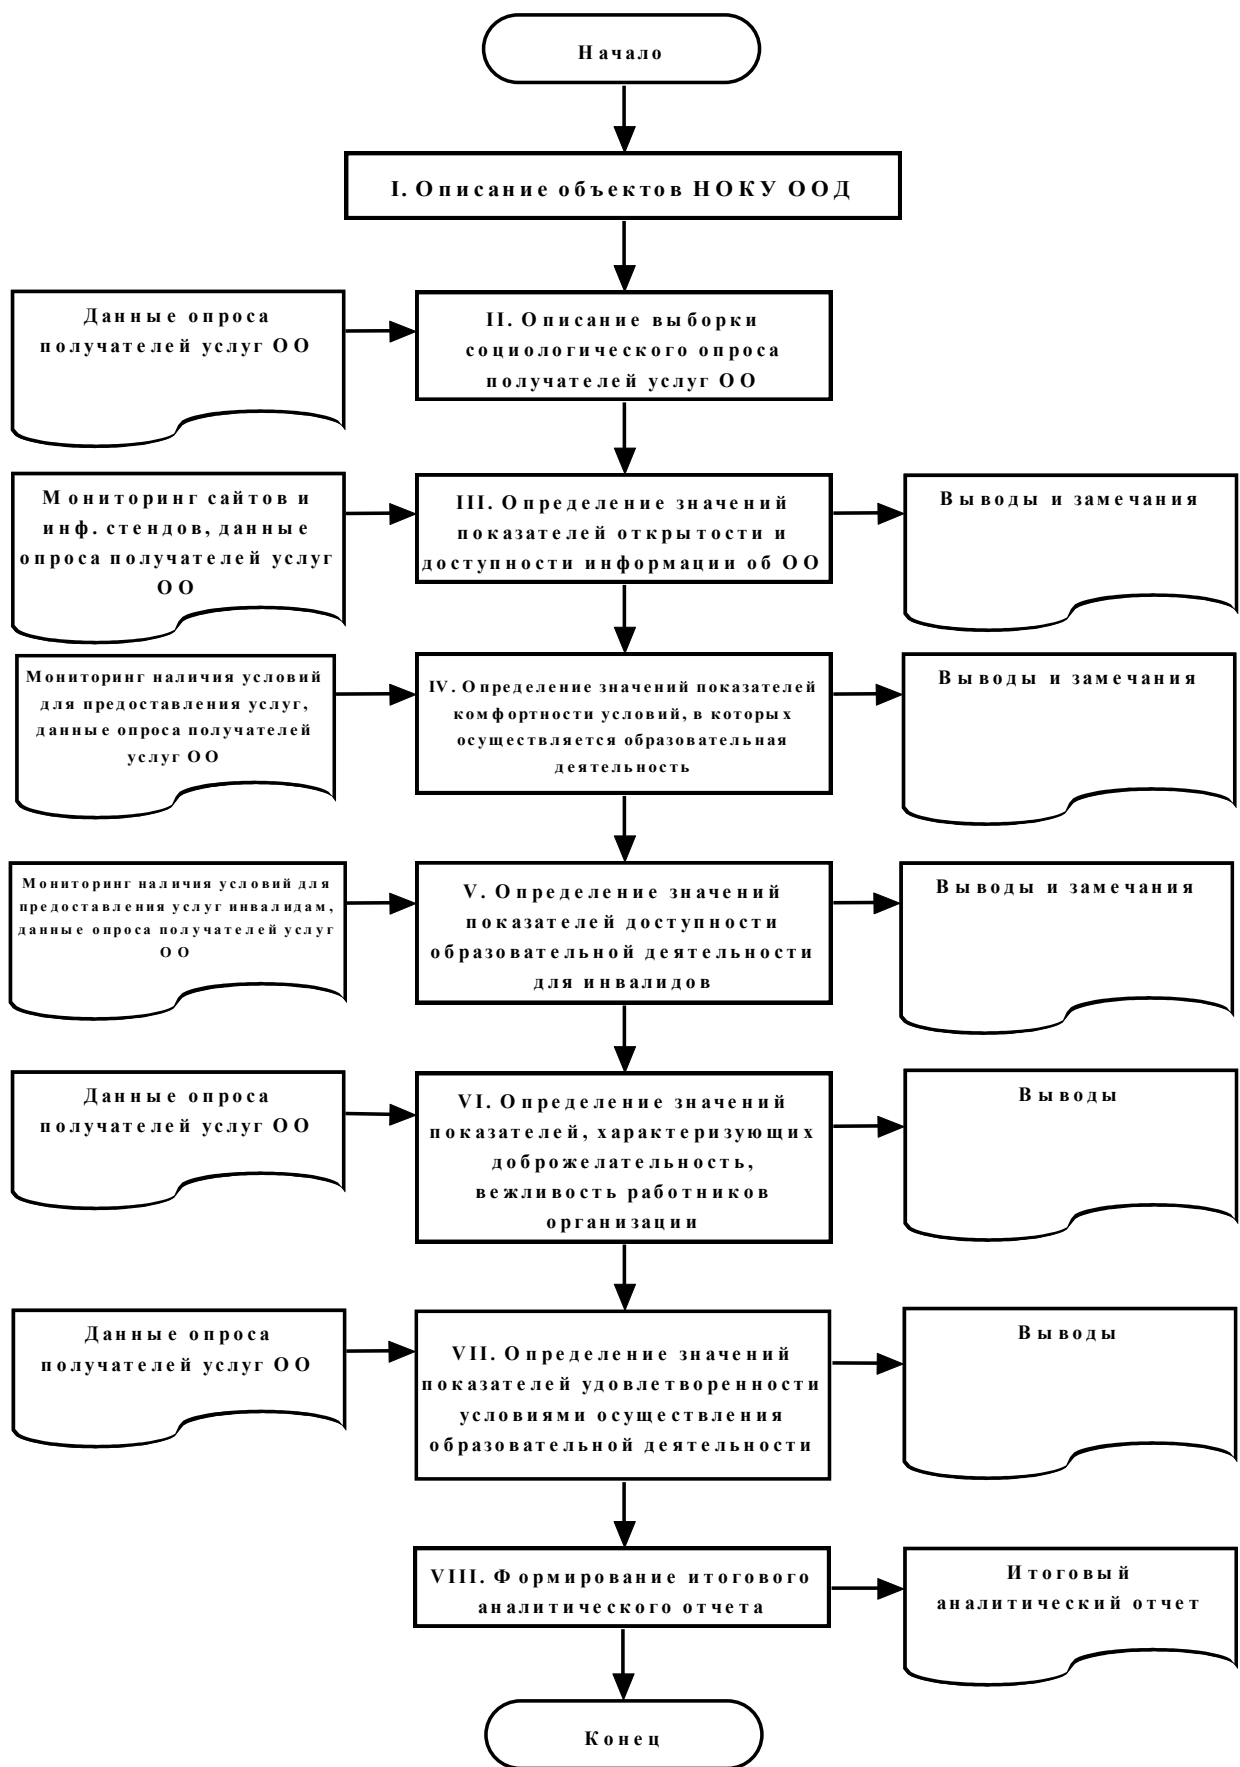 Начало
I. Описание объектов НОКУ ООД
Данные опроса
получателей услуг ОО
II. Описание выборки
социологического опроса
получателей услуг ОО
Мониторинг сайтов и
инф. стендов, данные
опроса получателей услуг
ОО
III. Определение значений
показателей открытости и
доступности информации об ОО
Выводы и замечания
Мониторинг наличия условий
для предоставления услуг,
данные опроса получателей
услуг ОО
IV. Определение значений показателей
комфортности условий, в которых
осуществляется образовательная
деятельность
Выводы и замечания
Мониторинг наличия условий для
предоставления услуг инвалидам,
данные опроса получателей услуг
ОО
V. Определение значений
показателей доступности
образовательной деятельности
для инвалидов
Выводы и замечания
Данные опроса
получателей услуг ОО
VI. Определение значений
показателей, характеризующих
доброжелательность,
вежливость работников
организации
Выводы
Данные опроса
получателей услуг ОО
VII. Определение значений
показателей удовлетворенности
условиями осуществления
образовательной деятельности
Выводы
VIII. Формирование итогового
аналитического отчета
Итоговый
аналитический отчет
Конец